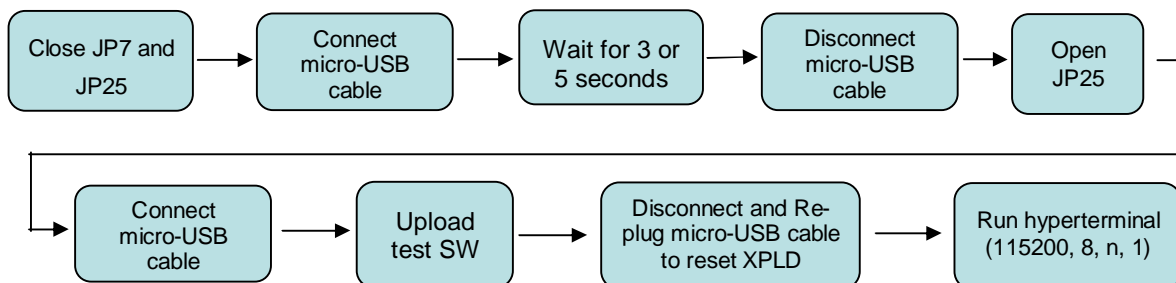 Close JP7 and
JP25
Connect
micro-USB
cable
Wait for 3 or
5 seconds
Disconnect
micro-USB
cable
Open
JP25
Connect
micro-USB
cable
Upload
test SW
Disconnect and Re-
plug micro-USB cable
to reset XPLD
Run hyperterminal
(115200, 8, n, 1)